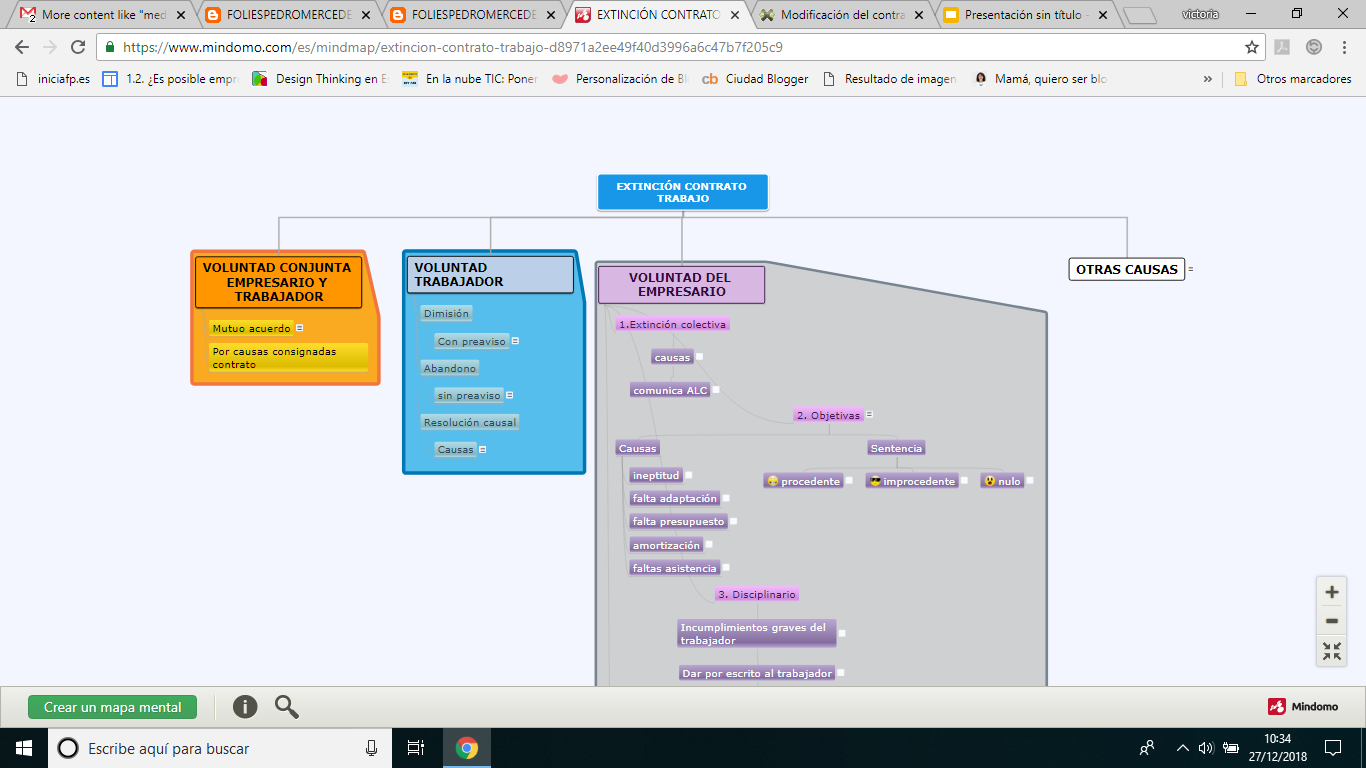 More content like "med
FOLIESPEDROMERCEDE
FOLIESPEDROMERCEDE
EXTINCIÓN CONTRATO
Modificación del contra
Presentación sin título -
victoria
https://www.mindomo.com/es/mindmap/extincion-contrato-trabajo-d8971a2ee49f40d3996a6c47b7f205c9
iniciafp.es
1.2. ¿Es posible empr
Design Thinking en E
En la nube TIC: Poner
Personalización de Bl
Ciudad Blogger
Resultado de imagen
Mamá, quiero ser blo
»
Otros marcadores
EXTINCIÓN CONTRATO
TRABAJO
VOLUNTAD CONJUNTA
EMPRESARIO Y
TRABAJADOR
Mutuo acuerdo
Por causas consignadas
contrato
VOLUNTAD
TRABAJADOR
Dimisión
Con preaviso
Abandono
sin preaviso
Resolución causal
Causas
VOLUNTAD DEL
EMPRESARIO
1.Extinción colectiva
causas
comunica ALC
2. Objetivas
Causas
ineptitud
falta adaptación
falta presupuesto
amortización
faltas asistencia
Sentencia
procedente
improcedente
nulo
3. Disciplinario
Incumplimientos graves del
trabajador
Dar por escrito al trabajador
OTRAS CAUSAS
Crear un mapa mental
Mindomo
Escribe aquí para buscar
10:34
27/12/2018